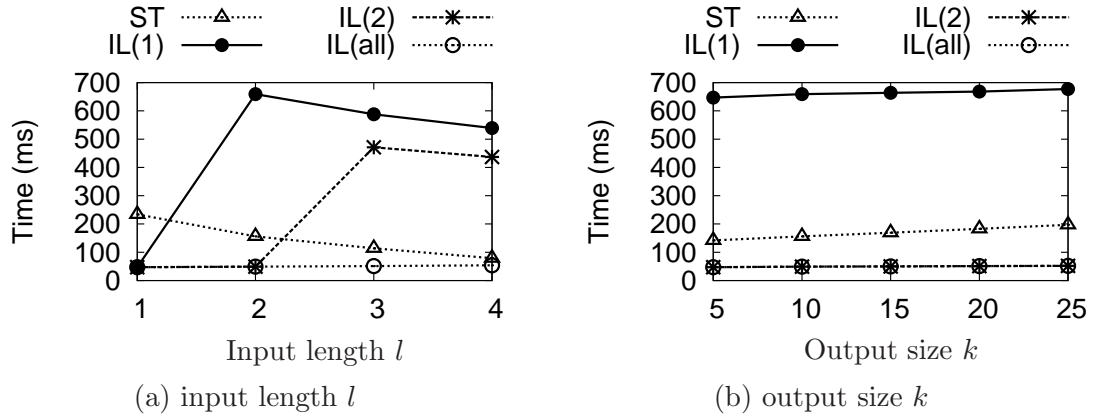 ST IL(2)
IL(1) IL(all)
700
600
500
400
300
200
100
0
Time (ms)
1 2 3 4
Input length l
(a) input length l
ST IL(2)
IL(1) IL(all)
700
600
500
400
300
200
100
0
Time (ms)
5 10 15 20 25
Output size k
(b) output size k